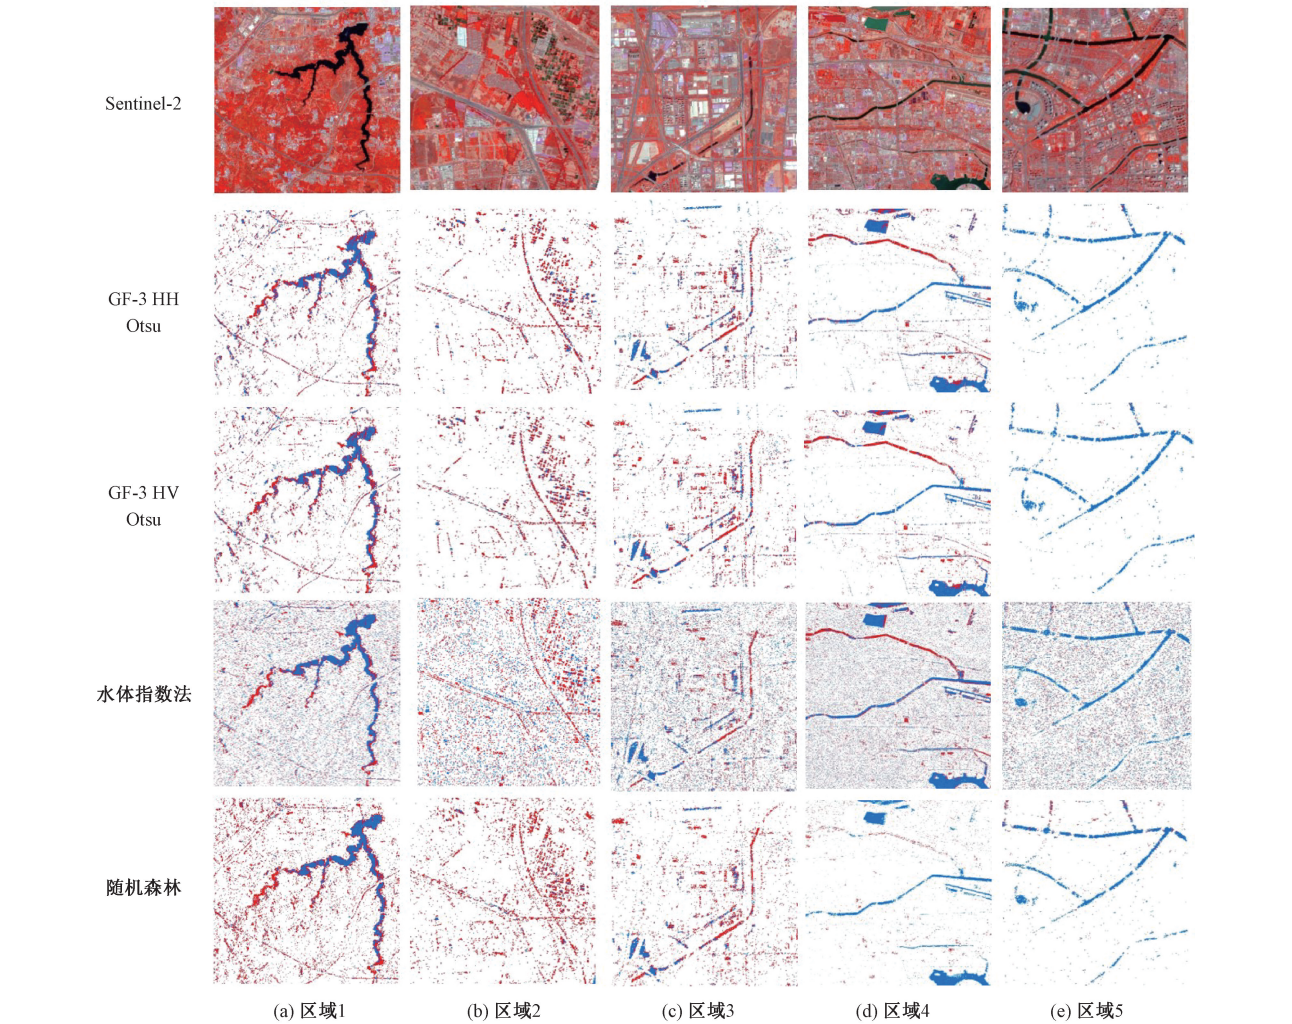 Sentinel-2
GF-3 HH
Otsu
GF-3 HV
Otsu
水体指数法
随机森林
(a) 区域1
(b) 区域2
(c) 区域3
(d) 区域4
(e) 区域5